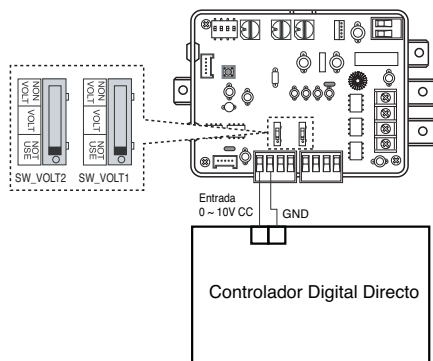 NON VOLT
VOLT
NOT USE
NON VOLT
VOLT
NOT USE
SW_VOLT2
SW_VOLT1
Entrada
0 ~ 10V CC
GND
Controlador Digital Directo